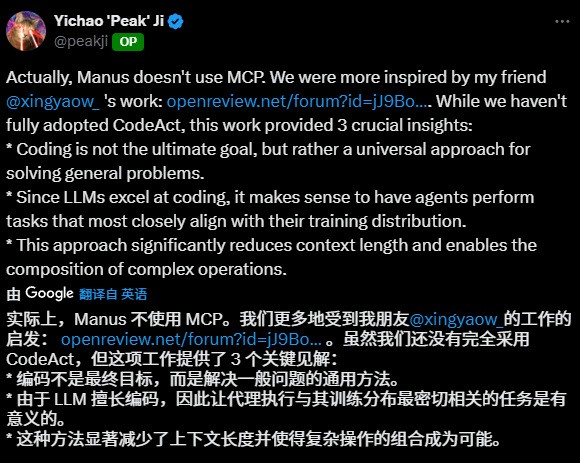 Yichao 'Peak' Ji
@peakji OP
Actually, Manus doesn't use MCP. We were more inspired by my friend
@xingyaow_ 's work: openreview.net/forum?id=jJ9Bo.... While we haven't
fully adopted CodeAct, this work provided 3 crucial insights:
* Coding is not the ultimate goal, but rather a universal approach for
solving general problems.
* Since LLMs excel at coding, it makes sense to have agents perform
tasks that most closely align with their training distribution.
* This approach significantly reduces context length and enables the
composition of complex operations.
由 Google 翻译自 英语
实际上，Manus 不使用 MCP。我们更多地受到我朋友@xingyaow_的工作的
启发： openreview.net/forum?id=jJ9Bo... 。虽然我们还没有完全采用
CodeAct，但这项工作提供了 3 个关键见解：
* 编码不是最终目标，而是解决一般问题的通用方法。
* 由于 LLM 擅长编码，因此让代理执行与其训练分布最密切相关的任务是有
意义的。
* 这种方法显著减少了上下文长度并使得复杂操作的组合成为可能。